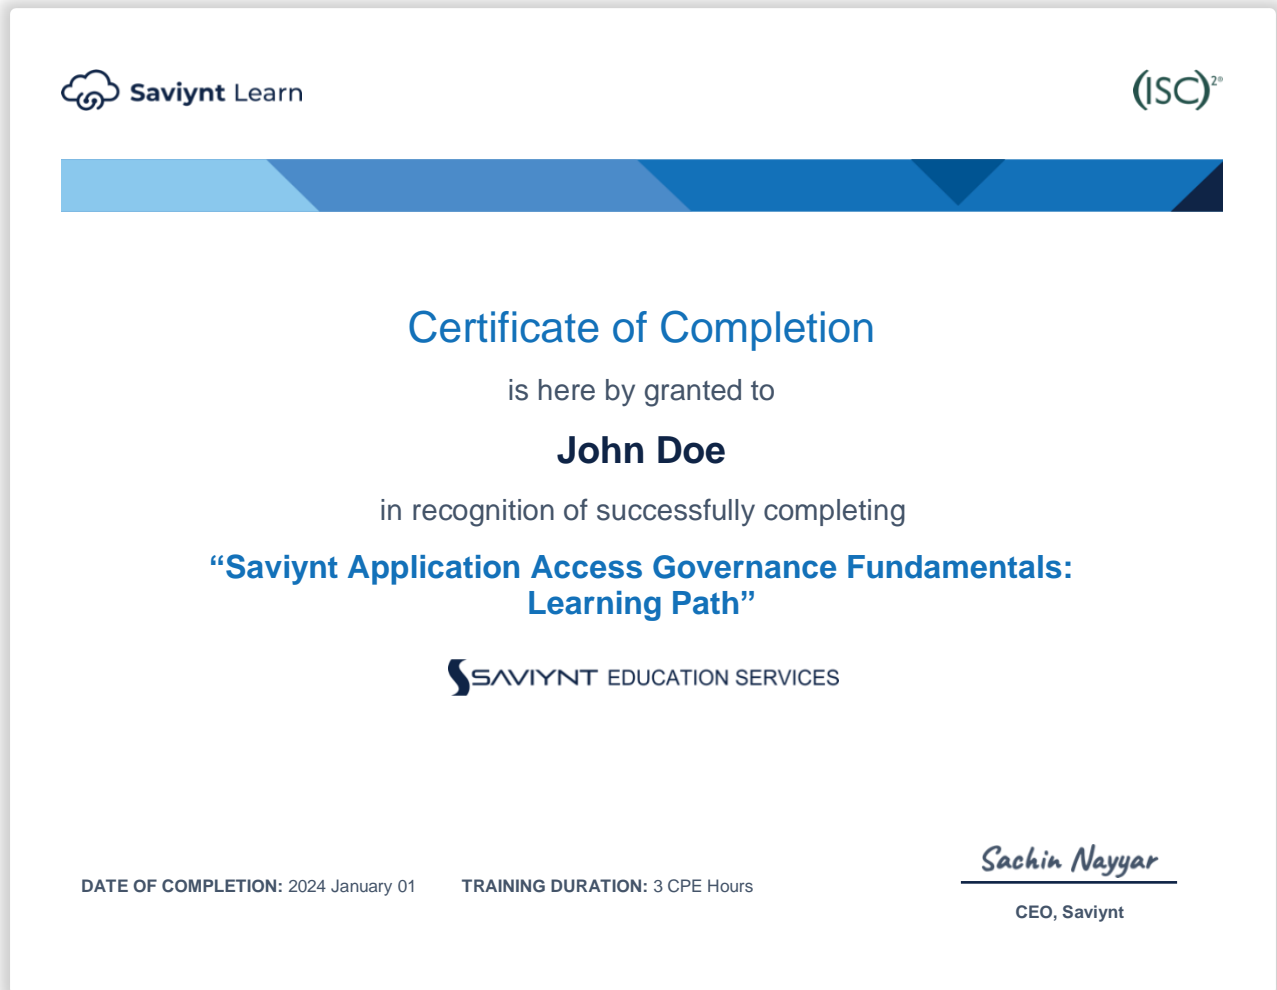 Saviynt Learn
(ISC)²®
Certificate of Completion
is here by granted to
John Doe
in recognition of successfully completing
“Saviynt Application Access Governance Fundamentals:
Learning Path”
SAVIYNT EDUCATION SERVICES
Sachin Nayyar
DATE OF COMPLETION: 2024 January 01 TRAINING DURATION: 3 CPE Hours
CEO, Saviynt